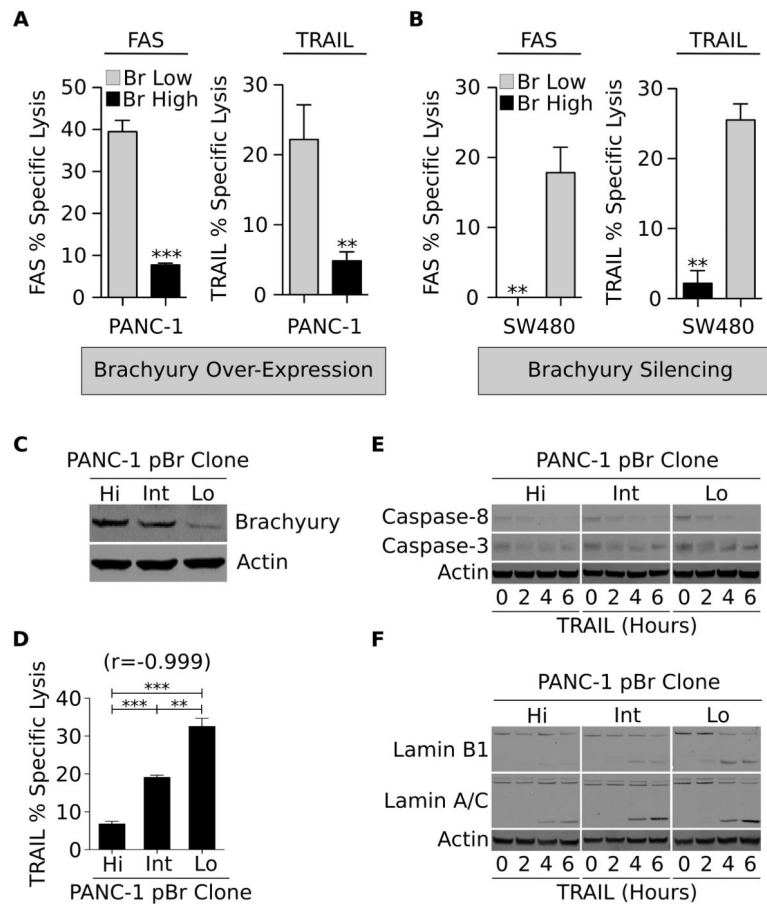 A
FAS
TRAIL
Br Low
Br High
FAS % Specific Lysis
50
40
30
20
10
0
***
PANC-1
TRAIL % Specific Lysis
30
20
10
0
**
PANC-1
Brachyury Over-Expression
B
FAS
TRAIL
Br Low
Br High
FAS % Specific Lysis
30
20
10
0
**
SW480
TRAIL % Specific Lysis
30
20
10
0
**
SW480
Brachyury Silencing
C
PANC-1 pBr Clone
Hi Int Lo
Brachyury
Actin
D
(r=-0.999)
***
*** **
TRAIL % Specific Lysis
40
30
20
10
0
Hi Int Lo
PANC-1 pBr Clone
E
PANC-1 pBr Clone
Hi Int Lo
Caspase-8
Caspase-3
Actin
0 2 4 6 0 2 4 6 0 2 4 6
TRAIL (Hours)
F
PANC-1 pBr Clone
Hi Int Lo
Lamin B1
Lamin A/C
Actin
0 2 4 6 0 2 4 6 0 2 4 6
TRAIL (Hours)